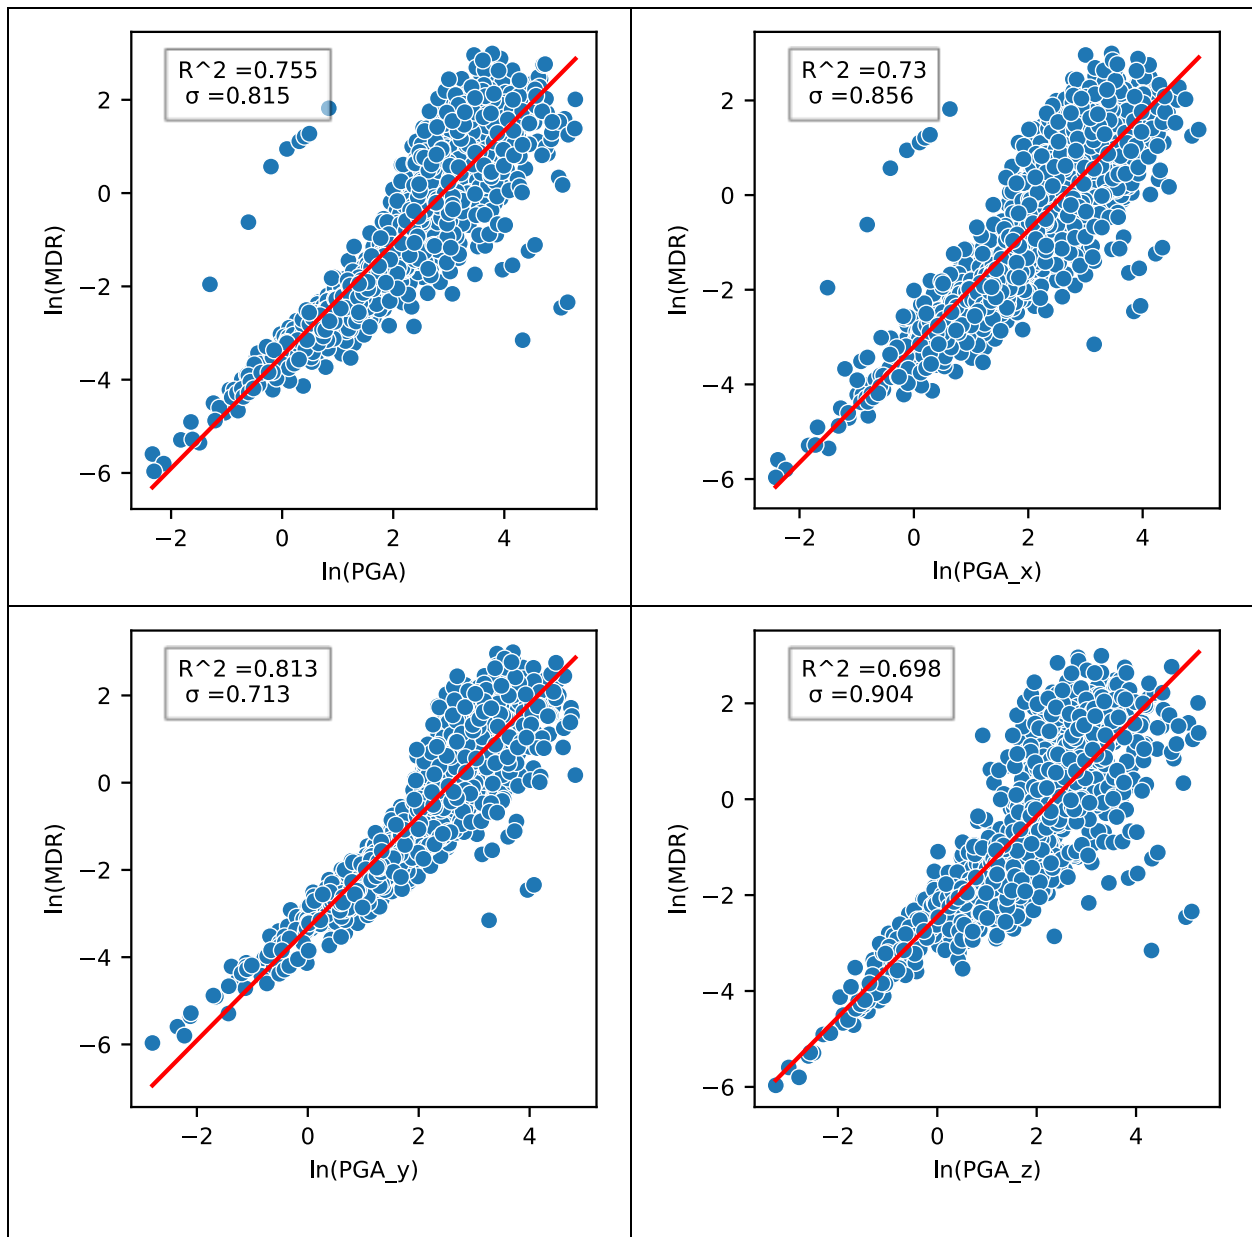 R^2 =0.755
σ =0.815
ln(MDR)
2
0
−2
−4
−6
−2
0
2
4
ln(PGA)
R^2 =0.73
σ =0.856
ln(MDR)
2
0
−2
−4
−6
−2
0
2
4
ln(PGA_x)
R^2 =0.813
σ =0.713
ln(MDR)
2
0
−2
−4
−6
−2
0
2
4
ln(PGA_y)
R^2 =0.698
σ =0.904
ln(MDR)
2
0
−2
−4
−6
−2
0
2
4
ln(PGA_z)